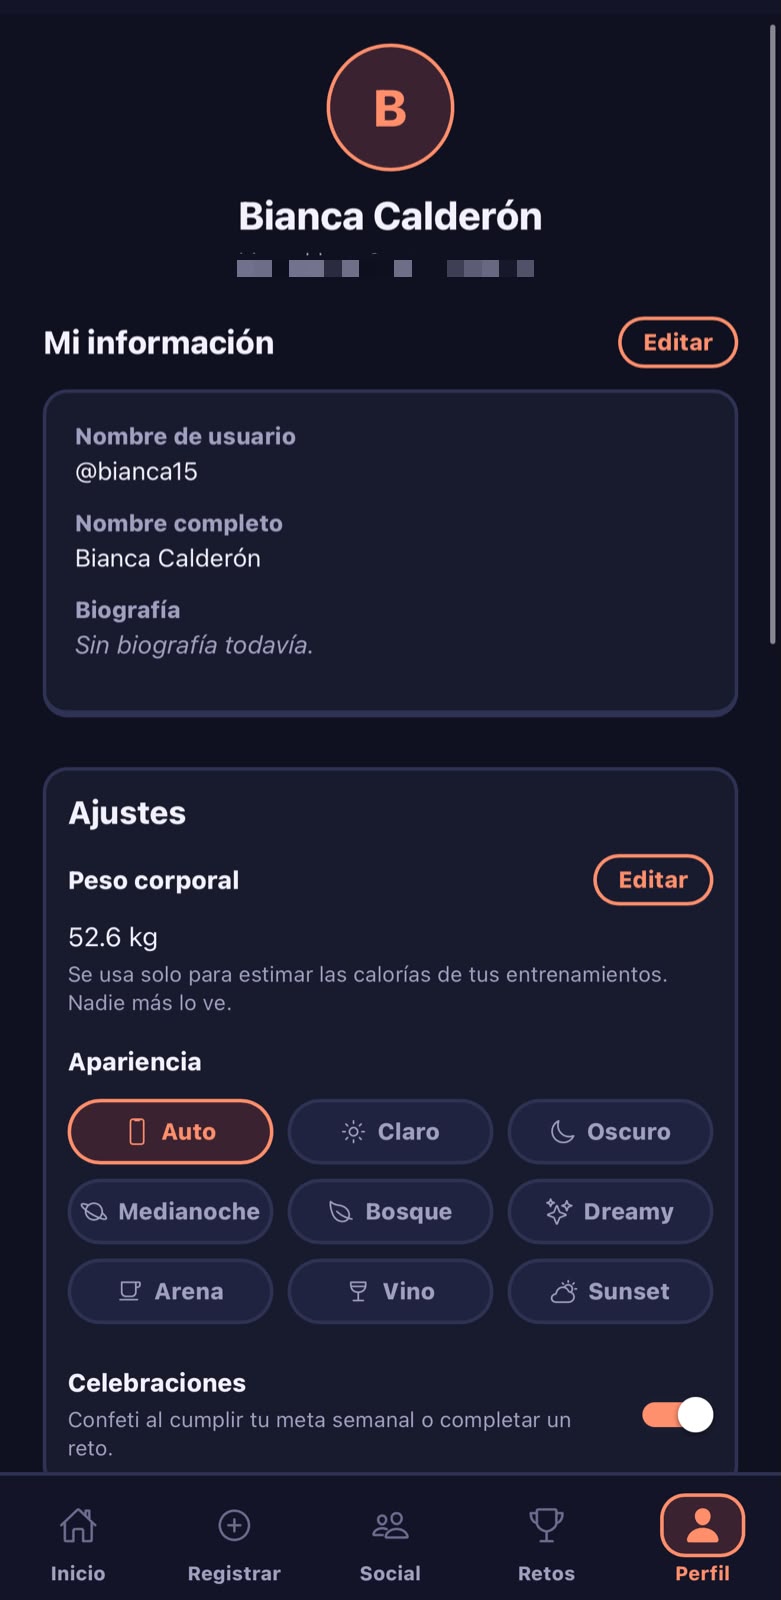 B
Bianca Calderón
Mi información
Editar
Nombre de usuario
@bianca15
Nombre completo
Bianca Calderón
Biografía
Sin biografía todavía.
Ajustes
Peso corporal
Editar
52.6 kg
Se usa solo para estimar las calorías de tus entrenamientos.
Nadie más lo ve.
Apariencia
Auto
Claro
Oscuro
Medianoche
Bosque
Dreamy
Arena
Vino
Sunset
Celebraciones
Confeti al cumplir tu meta semanal o completar un
reto.
Inicio
Registrar
Social
Retos
Perfil